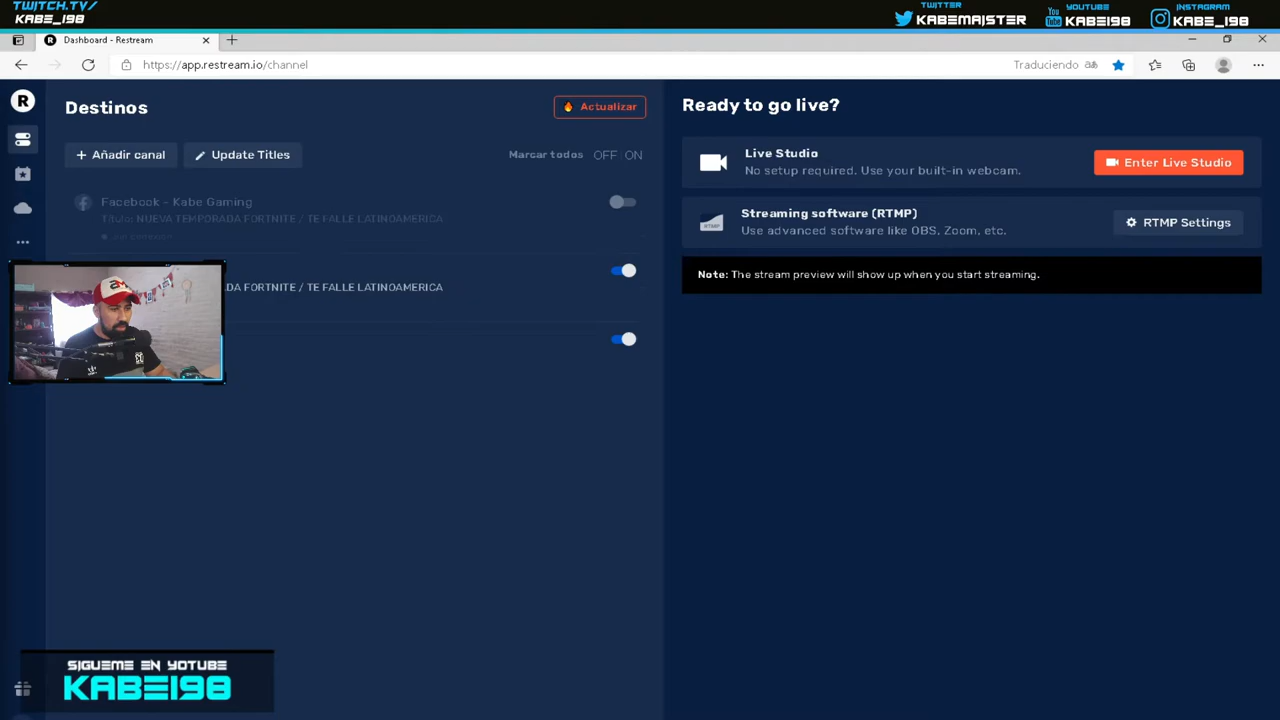 TWITCH.TV/
KABE_198
TWITTER
KABEMAJSTER
YOUTUBE
KABE198
INSTAGRAM
KABE_198
Dashboard - Restream
https://app.restream.io/channel
Traduciendo
Destinos
Actualizar
+ Añadir canal
Update Titles
Marcar todos
OFF
ON
Facebook - Kabe Gaming
Título: NUEVA TEMPORADA FORTNITE / TE FALLE LATINOAMERICA
DA FORTNITE / TE FALLE LATINOAMERICA
Ready to go live?
Live Studio
No setup required. Use your built-in webcam.
Enter Live Studio
Streaming software (RTMP)
Use advanced software like OBS, Zoom, etc.
RTMP
RTMP Settings
Note: The stream preview will show up when you start streaming.
SIGUEME EN YOTUBE
KABE198